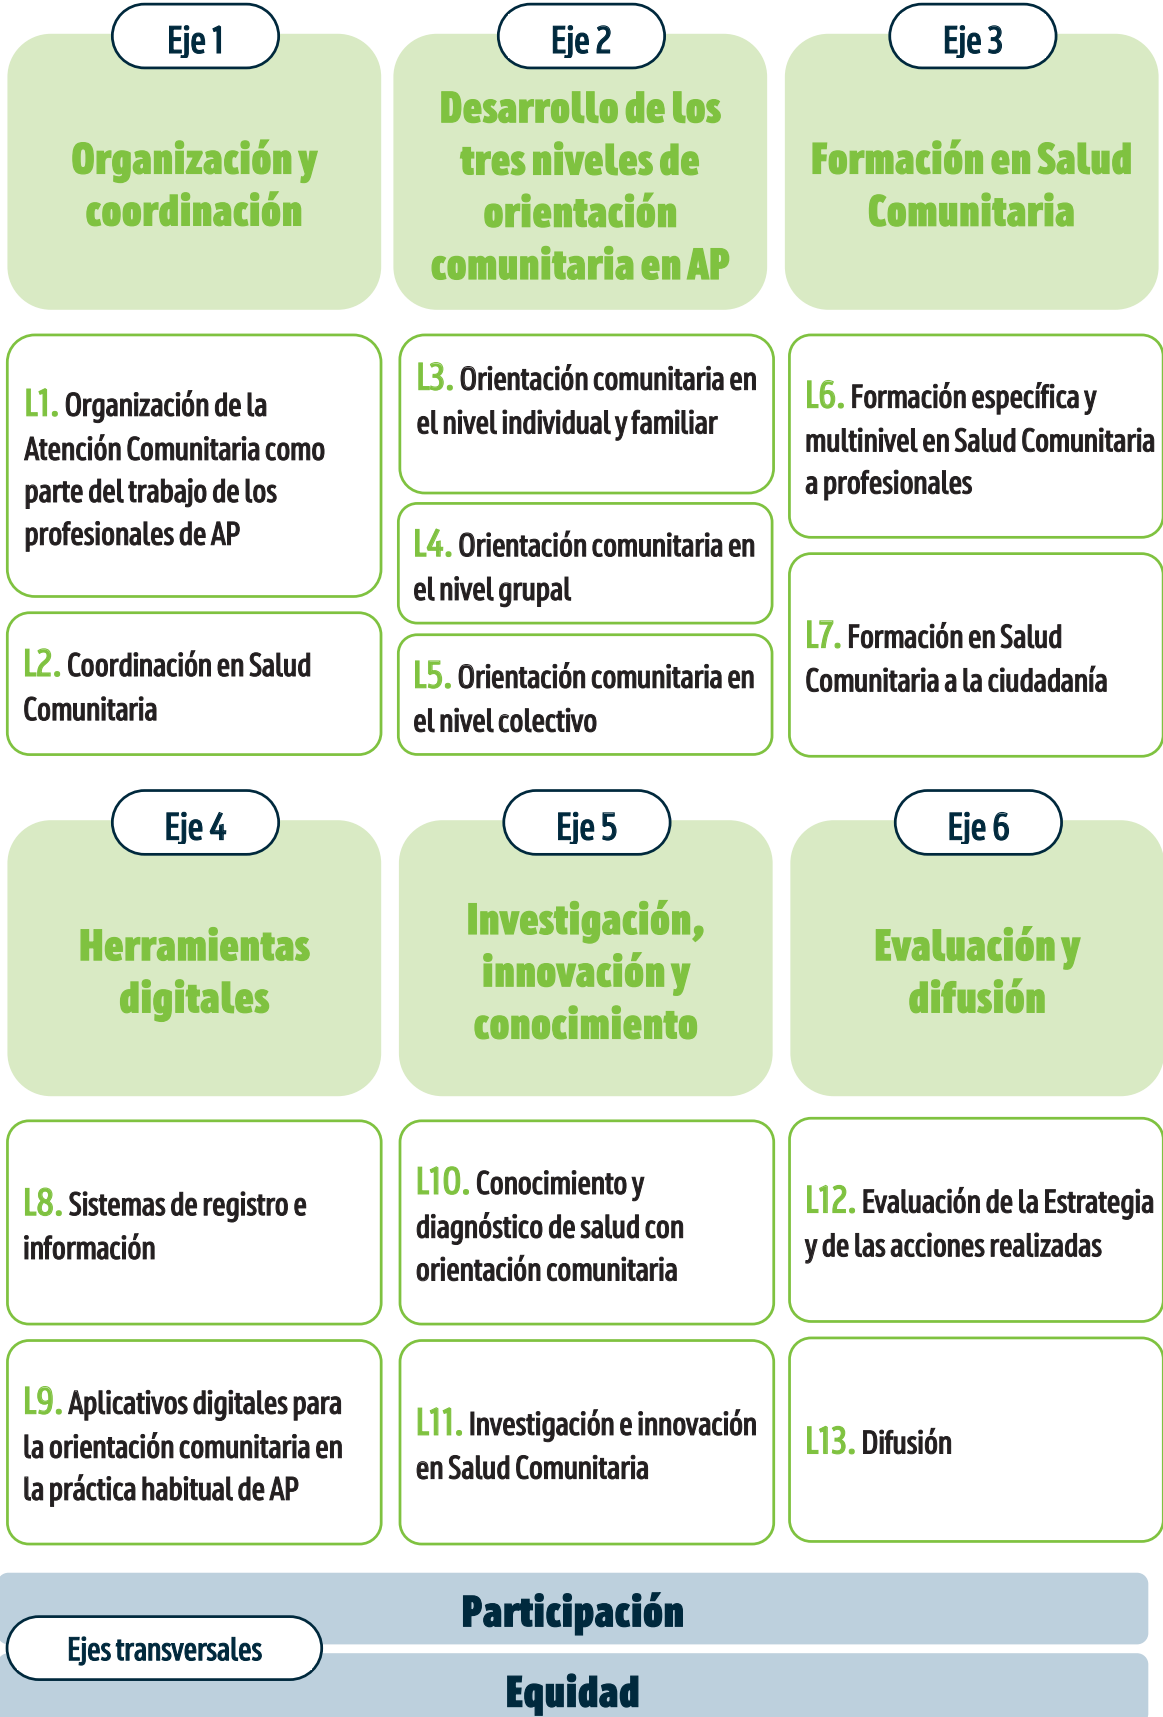 Eje 1
Organización y
coordinación
L1. Organización de la
Atención Comunitaria como
parte del trabajo de los
profesionales de AP
L2. Coordinación en Salud
Comunitaria
Eje 2
Desarrollo de los
tres niveles de
orientación
comunitaria en AP
L3. Orientación comunitaria en
el nivel individual y familiar
L4. Orientación comunitaria en
el nivel grupal
L5. Orientación comunitaria en
el nivel colectivo
Eje 3
Formación en Salud
Comunitaria
L6. Formación específica y
multinivel en Salud Comunitaria
a profesionales
L7. Formación en Salud
Comunitaria a la ciudadanía
Eje 4
Herramientas
digitales
L8. Sistemas de registro e
información
L9. Aplicativos digitales para
la orientación comunitaria en
la práctica habitual de AP
Eje 5
Investigación,
innovación y
conocimiento
L10. Conocimiento y
diagnóstico de salud con
orientación comunitaria
L11. Investigación e innovación
en Salud Comunitaria
Eje 6
Evaluación y
difusión
L12. Evaluación de la Estrategia
y de las acciones realizadas
L13. Difusión
Participación
Ejes transversales
Equidad